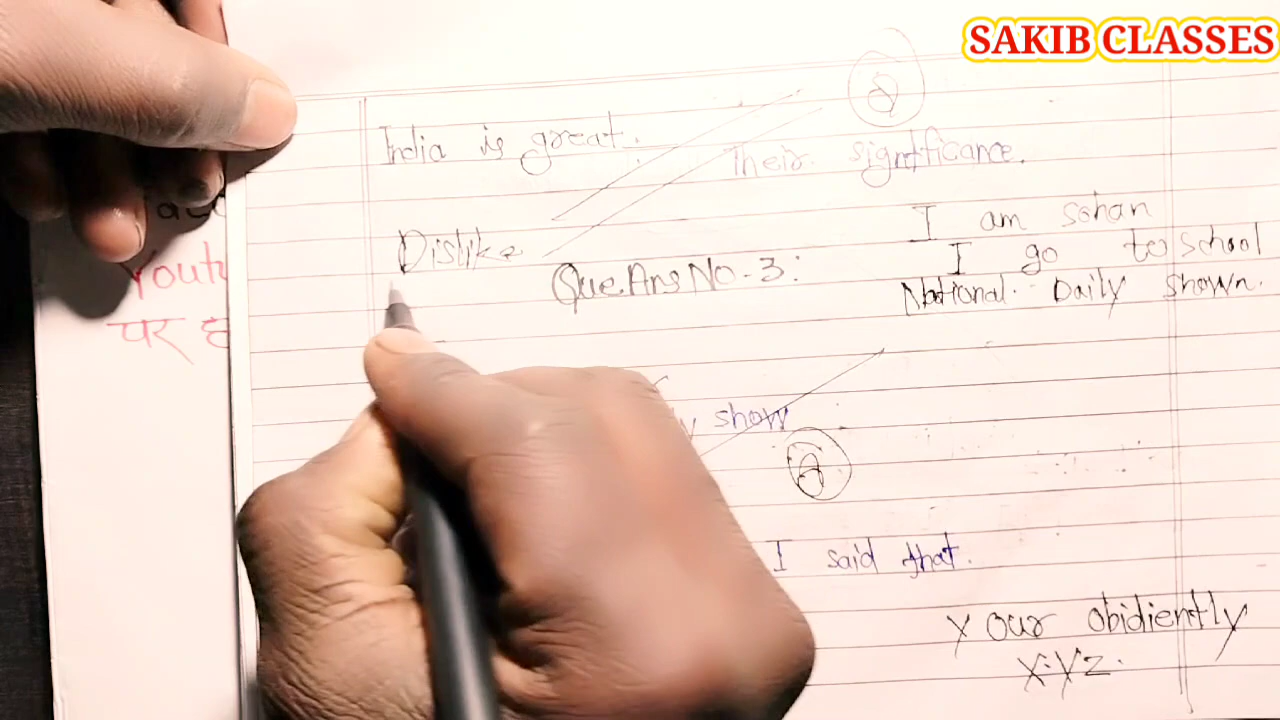 SAKIB CLASSES
India is great.
Their significance.
I am sohan
Dislike
I go to school
Que.Ans No-3:
National. Daily shown.
Youtu
पर
show
I said that.
Your obidiently
X.Y.Z.